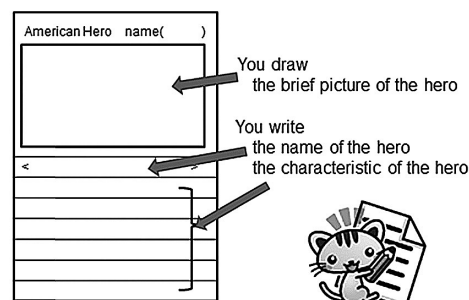 American Hero name( )
You draw
the brief picture of the hero
You write
the name of the hero
< >
the characteristic of the hero